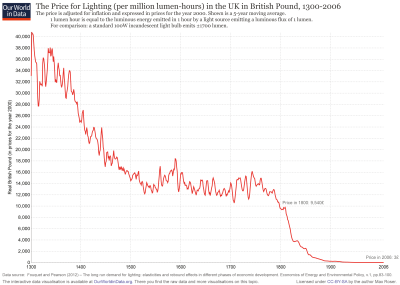 Our World
in Data
The Price for Lighting (per million lumen-hours) in the UK in British Pound, 1300-2006
The price is adjusted for inflation and expressed in prices for the year 2000. Shown is a 5-year moving average.
1 lumen hour is equal to the luminous energy emitted in 1 hour by a light source emitting a luminous flux of 1 lumen.
For comparison: a standard 100W incandescent light bulb emits ±1700 lumen.
Real British Pound (in prices for the year 2000)
40,000
38,000
36,000
34,000
32,000
30,000
28,000
26,000
24,000
22,000
20,000
18,000
16,000
14,000
12,000
10,000
8,000
6,000
4,000
2,000
0
Price in 1800:
Price in 2006:
1300
1400
1500
1600
1700
1800
1900
2006
Data source: Fouquet and Pearson (2012) – The long run demand for lighting: elasticities and rebound effects in different phases of economic development. Economics of Energy and Environmental Policy,
The interactive data visualisation is available at OurWorldinData.org. There you find the raw data and more visualisations on this topic.
Licensed under CC-BY-SA by the author Max Roser.